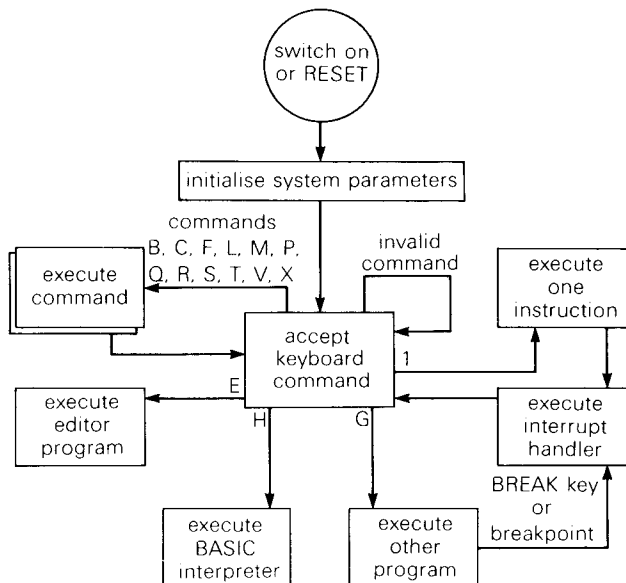 switch on
or RESET
initialise system parameters
commands
B, C, F, L, M, P,
Q, R, S, T, V, X
invalid
command
execute
command
execute
one
instruction
accept
keyboard
command
1
E
H
G
execute
editor
program
execute
interrupt
handler
BREAK key
or
breakpoint
execute
BASIC
interpreter
execute
other
program